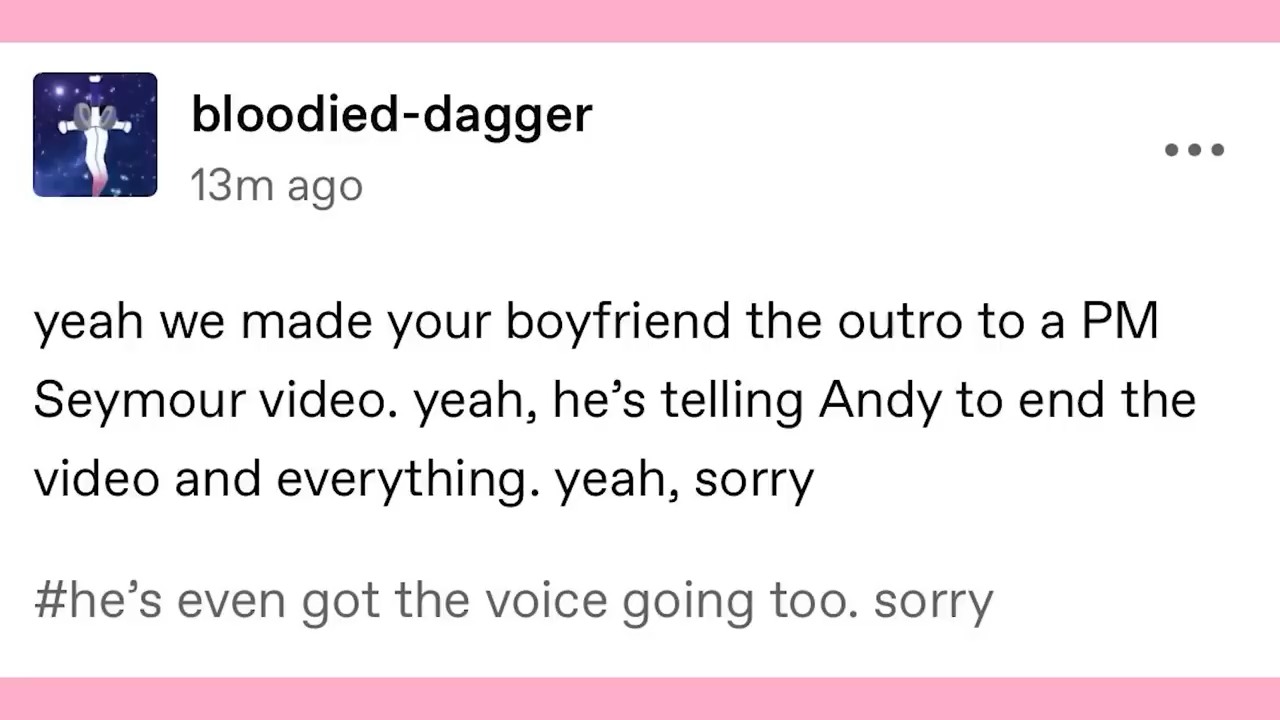 bloodied-dagger
13m ago
yeah we made your boyfriend the outro to a PM
Seymour video. yeah, he’s telling Andy to end the
video and everything. yeah, sorry
#he’s even got the voice going too. sorry